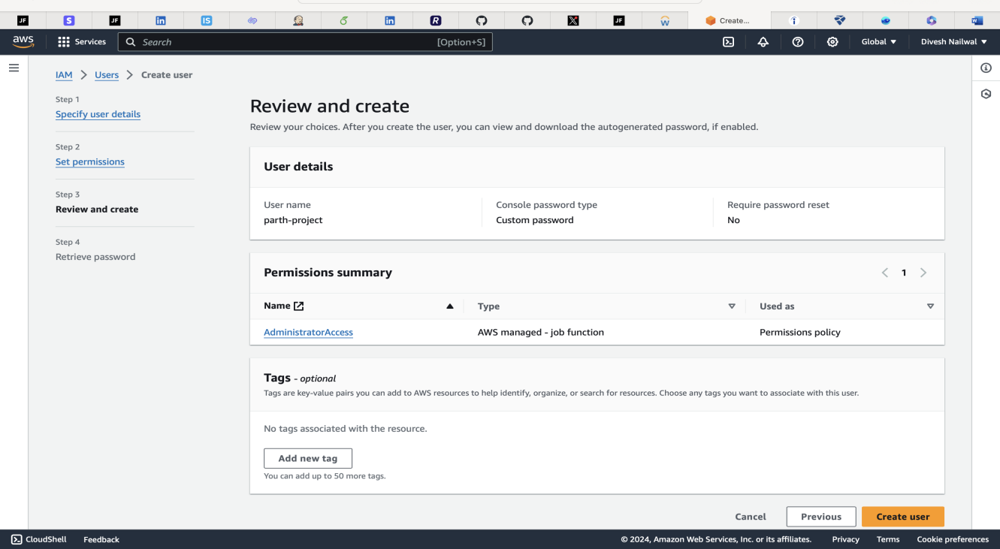 JF
S
JF
in
IS
in
R
X
JF
w
Create...
i
W
aws
Services
Search
[Option+S]
Global
Divesh Nailwal
IAM > Users > Create user
Step 1
Specify user details
Step 2
Set permissions
Step 3
Review and create
Step 4
Retrieve password
Review and create
Review your choices. After you create the user, you can view and download the autogenerated password, if enabled.
User details
User name
parth-project
Console password type
Custom password
Require password reset
No
Permissions summary
1
Name
Type
Used as
AdministratorAccess
AWS managed - job function
Permissions policy
Tags - optional
Tags are key-value pairs you can add to AWS resources to help identify, organize, or search for resources. Choose any tags you want to associate with this user.
No tags associated with the resource.
Add new tag
You can add up to 50 more tags.
Cancel
Previous
Create user
CloudShell
Feedback
© 2024, Amazon Web Services, Inc. or its affiliates.
Privacy
Terms
Cookie preferences